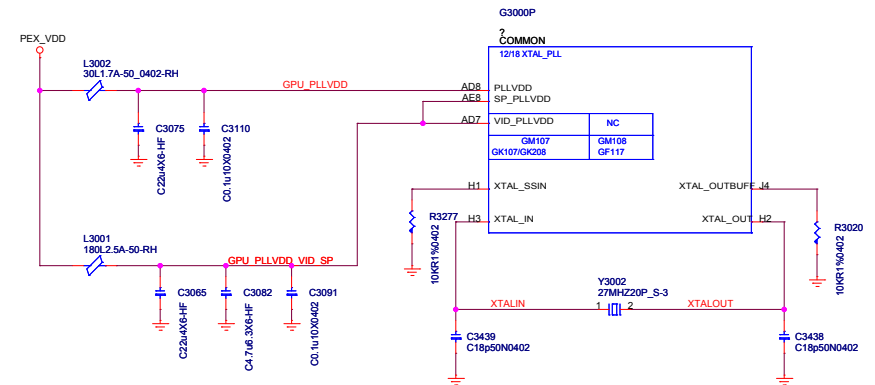 G3000P
?
COMMON
12/18 XTAL_PLL
PEX_VDD
L3002
30L1.7A-50_0402-RH
GPU_PLLVDD
AD8
PLLVDD
AE8
SP_PLLVDD
AD7
VID_PLLVDD
NC
GM107
GM108
GK107/GK208
GF117
C3075
C22u4X6-HF
C3110
C0.1u10X0402
H1
XTAL_SSIN
XTAL_OUTBUFF
J4
H3
XTAL_IN
XTAL_OUT
H2
R3277
10KR1%0402
R3020
10KR1%0402
L3001
180L2.5A-50-RH
GPU_PLLVDD_VID_SP
C3065
C22u4X6-HF
C3082
C4.7u6.3X6-HF
C3091
C0.1u10X0402
Y3002
27MHZ20P_S-3
XTALIN
1
2
XTALOUT
C3439
C18p50N0402
C3438
C18p50N0402